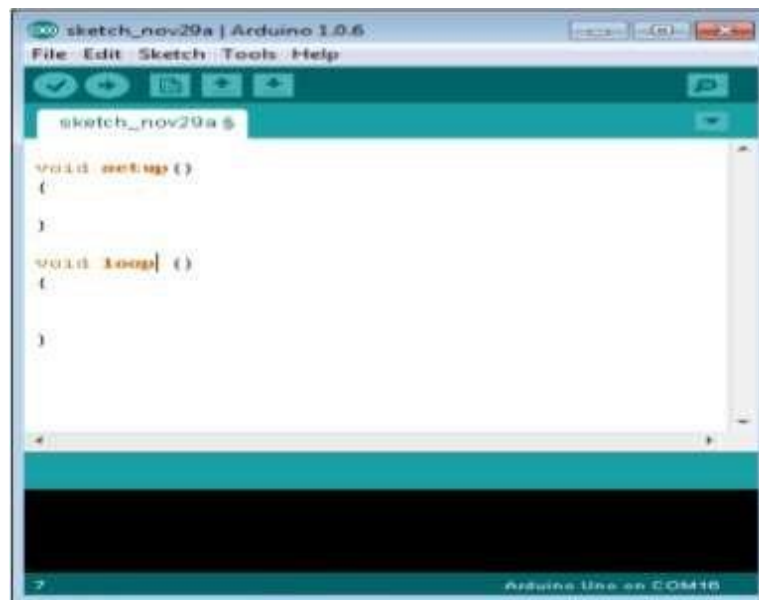 sketch_nov29a | Arduino 1.0.6
File Edit Sketch Tools Help
sketch_nov29a §
void setup()
{
}
void loop ()
{
}
7
Arduino Uno on COM16